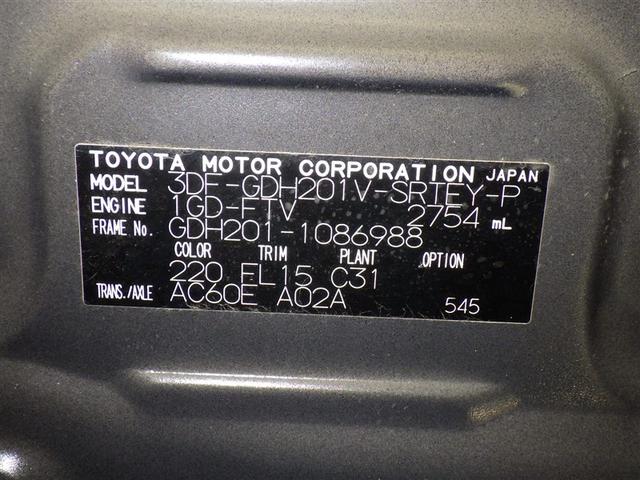 TOYOTA MOTOR CORPORATION JAPAN
MODEL 3DF-GDH201V-SRTEY-P
ENGINE 1GD-FTV 2754 mL
FRAME No. GDH201-1086988
COLOR TRIM PLANT OPTION
220 FL15 C31
TRANS./AXLE AC60E A02A 545